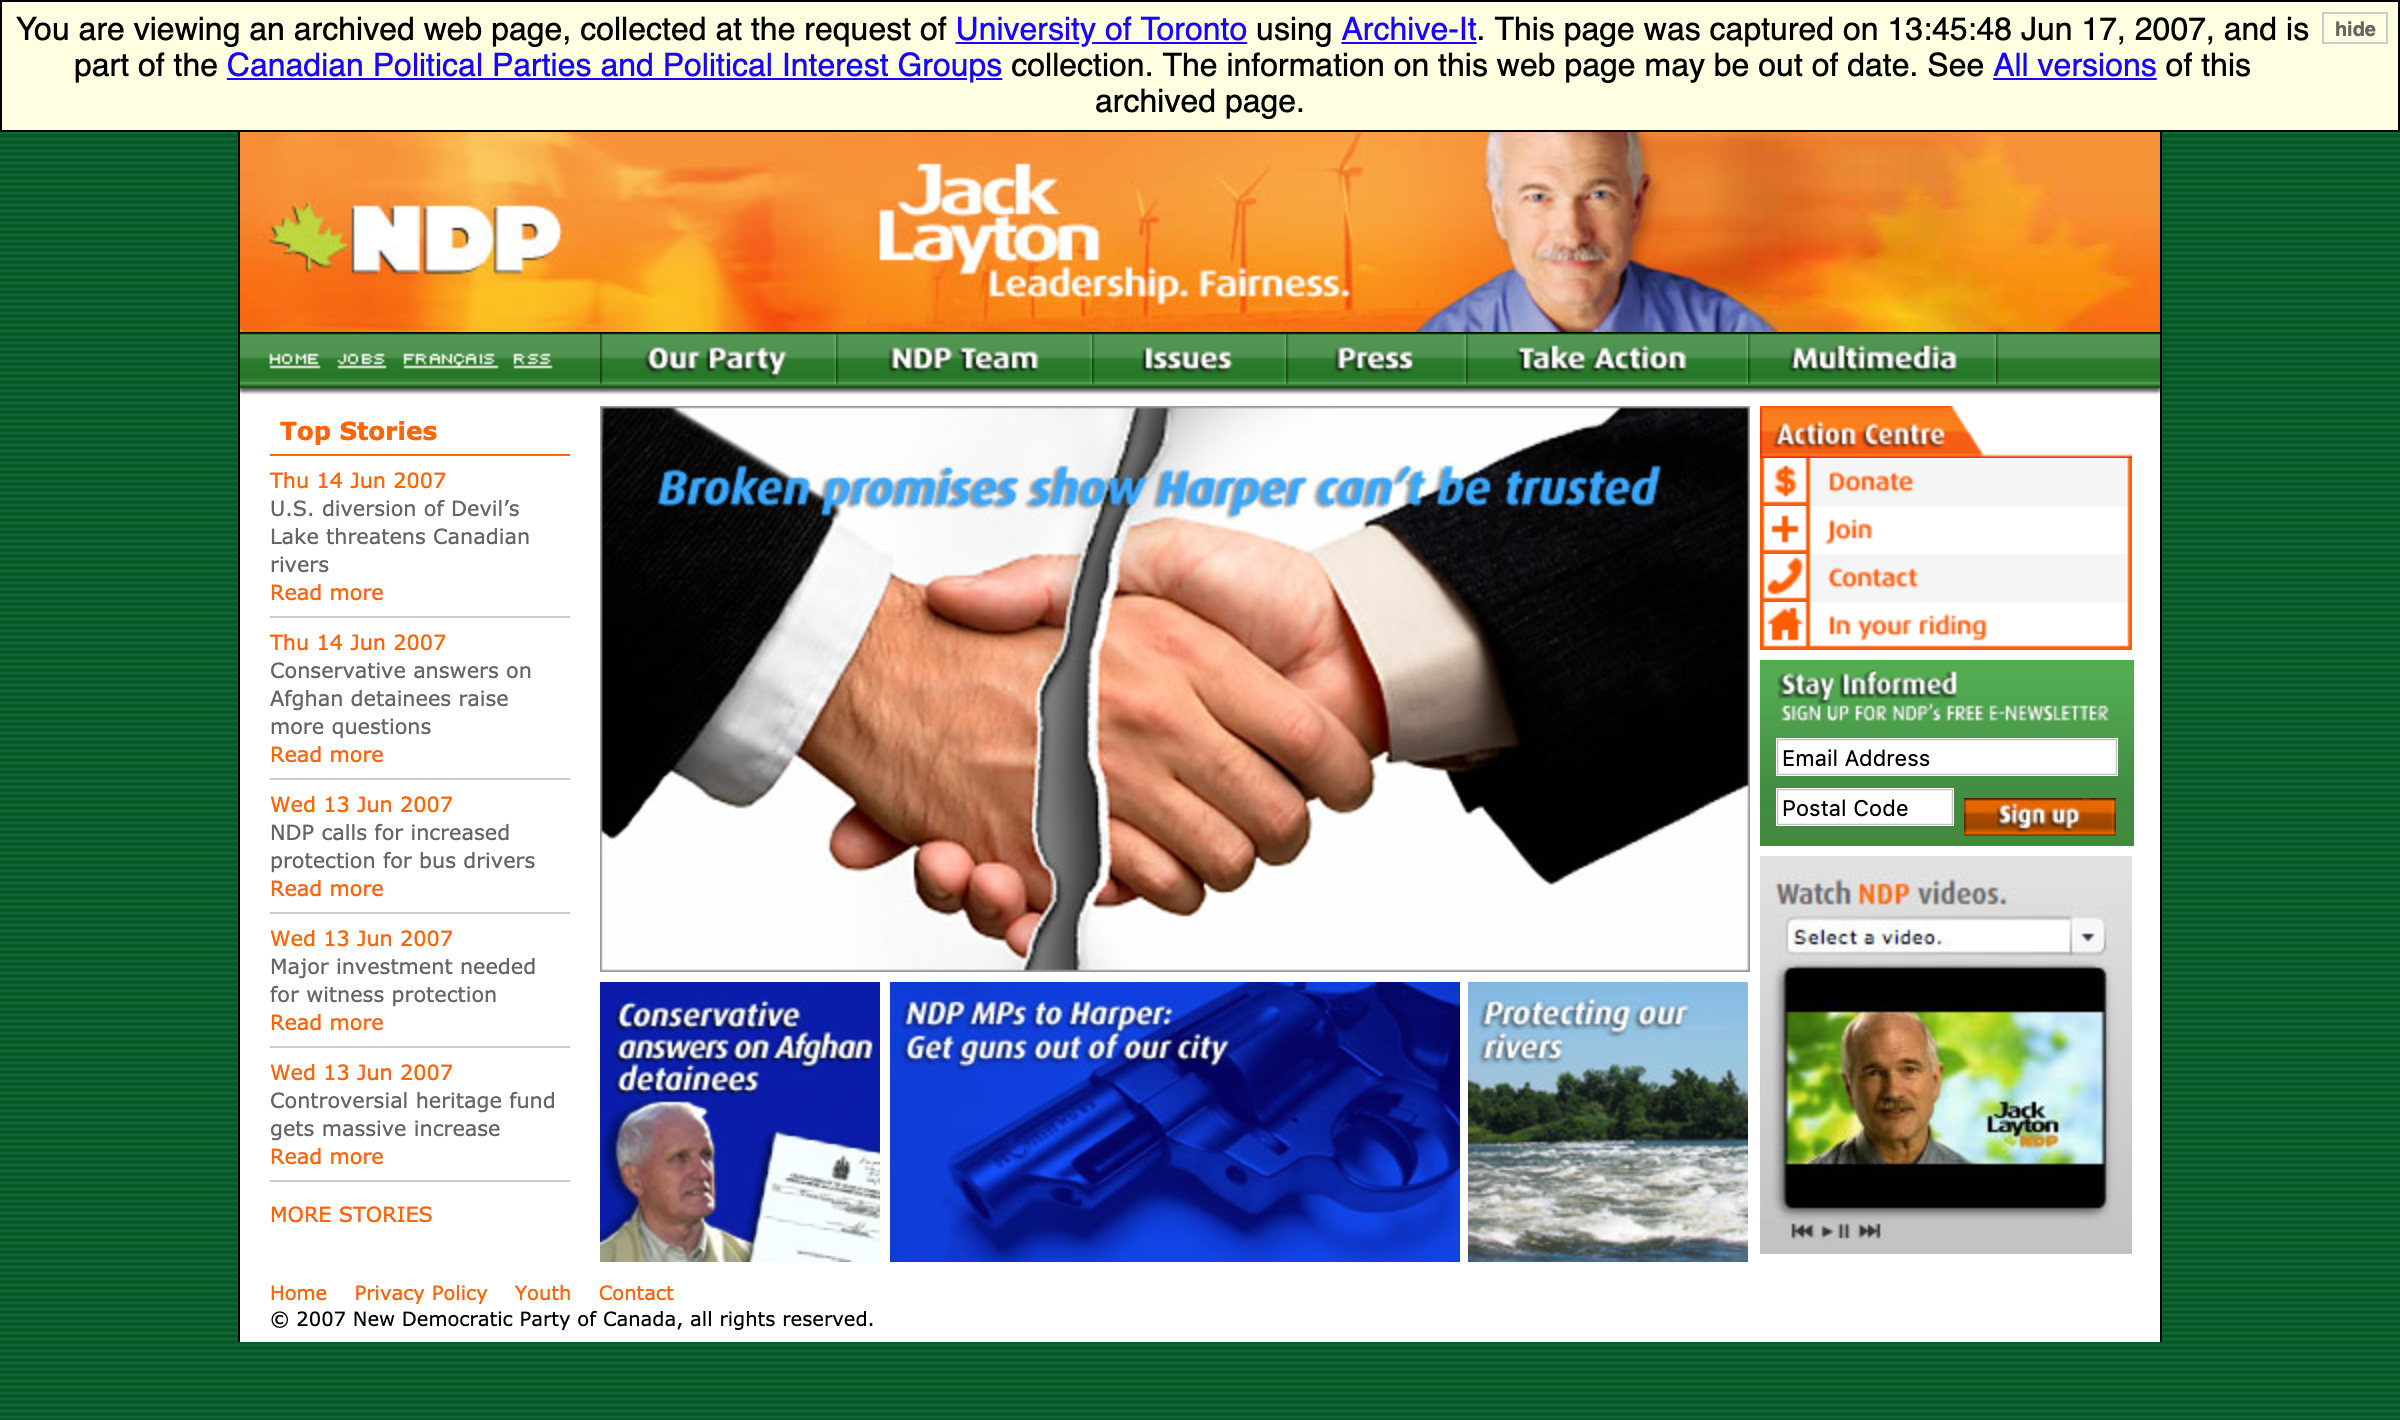 You are viewing an archived web page, collected at the request of University of Toronto using Archive-It. This page was captured on 13:45:48 Jun 17, 2007, and is
part of the Canadian Political Parties and Political Interest Groups collection. The information on this web page may be out of date. See All versions of this
archived page.
hide
NDP
Jack
Layton
Leadership. Fairness.
HOME JOBS FRANÇAIS RSS
Our Party NDP Team Issues Press Take Action Multimedia
Top Stories
Thu 14 Jun 2007
U.S. diversion of Devil’s
Lake threatens Canadian
rivers
Read more
Thu 14 Jun 2007
Conservative answers on
Afghan detainees raise
more questions
Read more
Wed 13 Jun 2007
NDP calls for increased
protection for bus drivers
Read more
Wed 13 Jun 2007
Major investment needed
for witness protection
Read more
Wed 13 Jun 2007
Controversial heritage fund
gets massive increase
Read more
MORE STORIES
Broken promises show Harper can’t be trusted
Conservative
answers on Afghan
detainees
NDP MPs to Harper:
Get guns out of our city
Protecting our
rivers
Action Centre
$ Donate
Join
Contact
In your riding
Stay Informed
SIGN UP FOR NDP’s FREE E-NEWSLETTER
Email Address
Postal Code
Sign up
Watch NDP videos.
Select a video.
Jack
Layton
NDP
Home Privacy Policy Youth Contact
© 2007 New Democratic Party of Canada, all rights reserved.